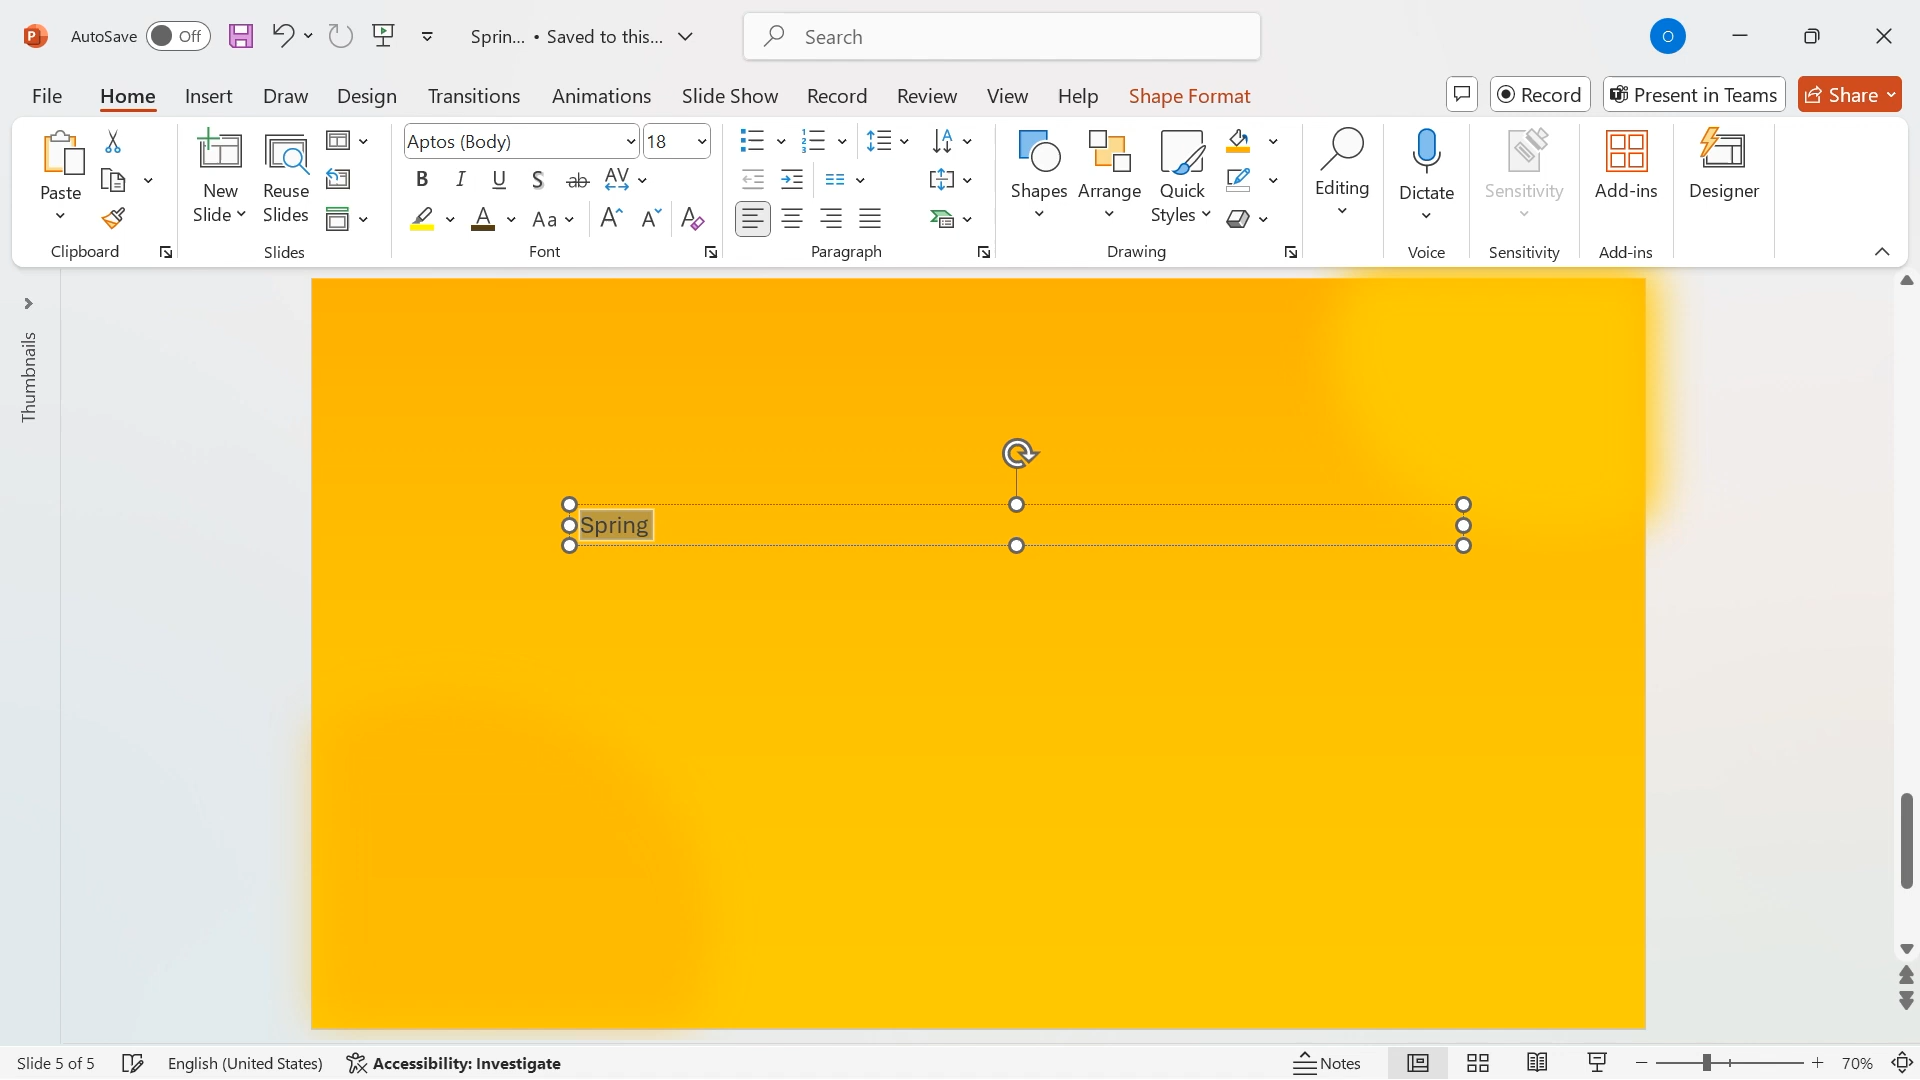 AutoSave Off Sprin... • Saved to this... Search O
File Home Insert Draw Design Transitions Animations Slide Show Record Review View Help Shape Format Record Present in Teams Share
Paste
Clipboard
New
Slide
Reuse
Slides
Slides
Aptos (Body) 18
B I U S ab AV
A Aa A A A
Font
Paragraph
Shapes
Arrange
Quick
Styles
Drawing
Editing
Dictate
Voice
Sensitivity
Sensitivity
Add-ins
Add-ins
Designer
Thumbnails
Spring
Slide 5 of 5 English (United States) Accessibility: Investigate Notes 70%